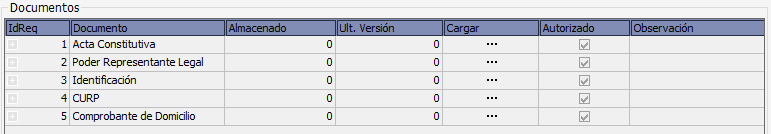 Documentos
IdReq Documento Almacenado Ult. Versión Cargar Autorizado Observación
1 Acta Constitutiva 0 0 ...
2 Poder Representante Legal 0 0 ...
3 Identificación 0 0 ...
4 CURP 0 0 ...
5 Comprobante de Domicilio 0 0 ...